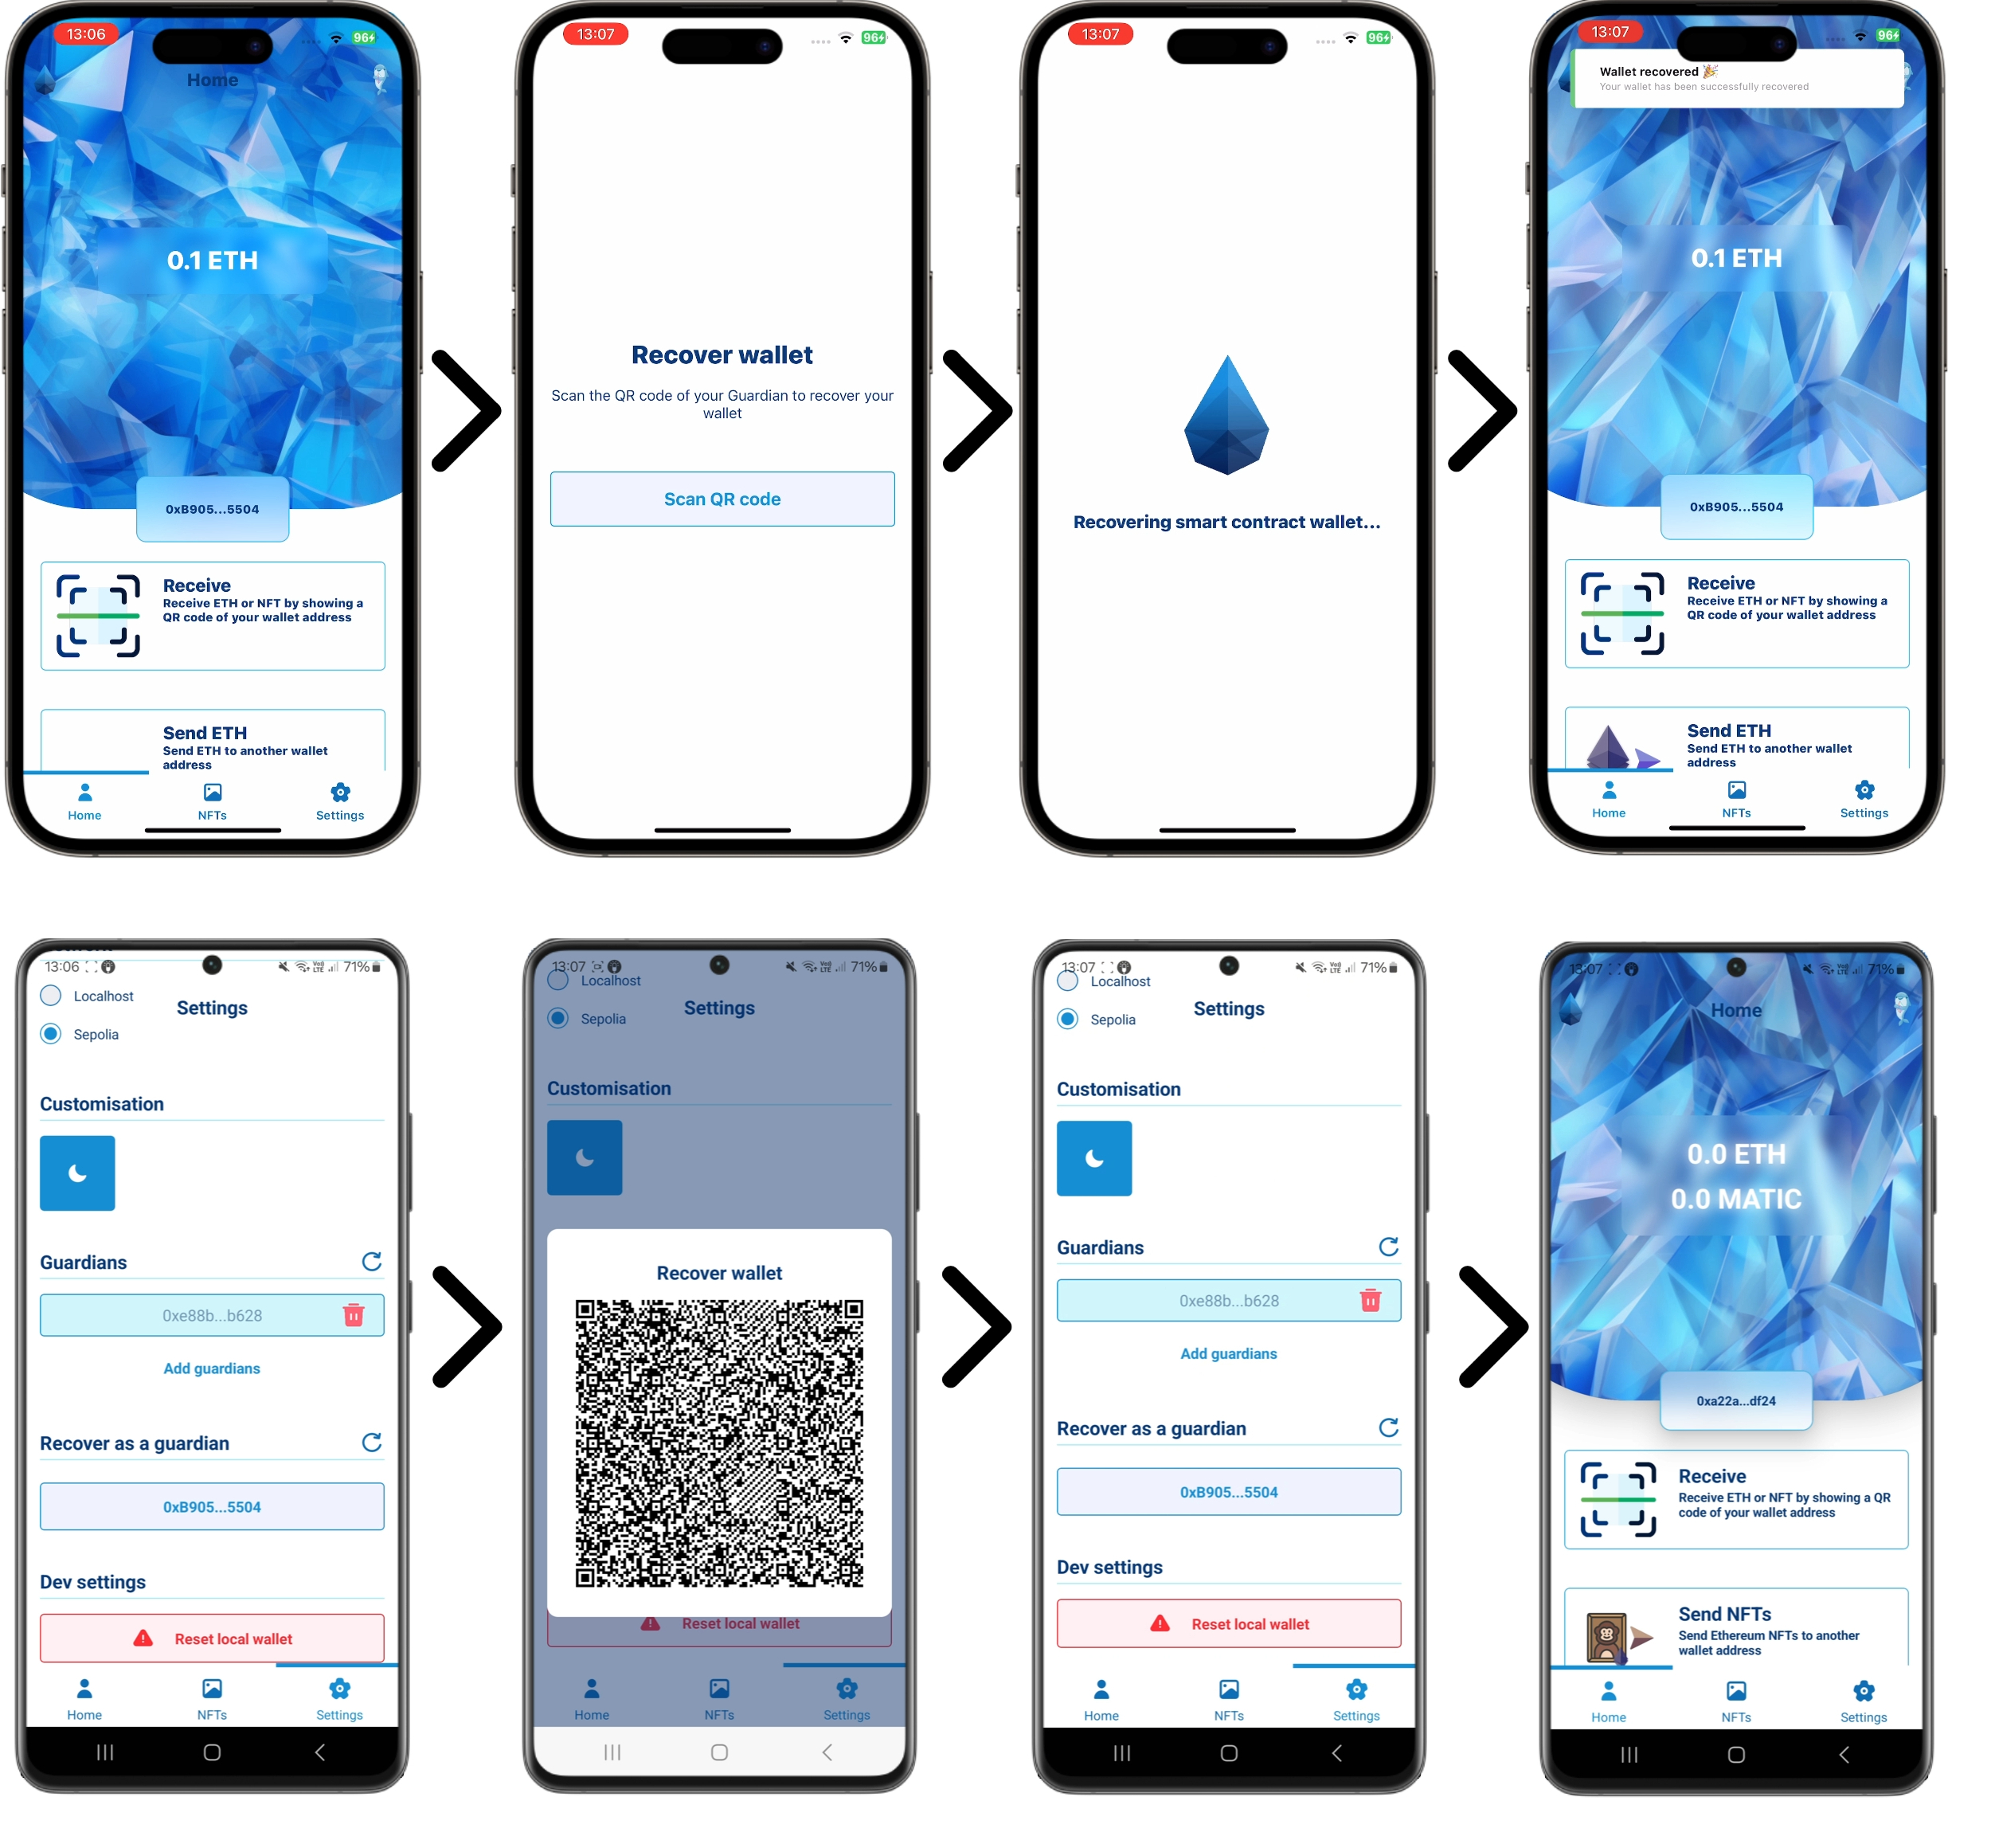 13:06
96
Home
0.1 ETH
0xB905...5504
Receive
Receive ETH or NFT by showing a
QR code of your wallet address
Send ETH
Send ETH to another wallet
address
Home
NFTs
Settings
13:07
96
Recover wallet
Scan the QR code of your Guardian to recover your
wallet
Scan QR code
13:07
96
Recovering smart contract wallet...
13:07
96
Wallet recovered 🎉
Your wallet has been successfully recovered
0.1 ETH
0xB905...5504
Receive
Receive ETH or NFT by showing a
QR code of your wallet address
Send ETH
Send ETH to another wallet
address
Home
NFTs
Settings
13:06
71%
Localhost
Settings
Sepolia
Customisation
Guardians
0xe88b...b628
Add guardians
Recover as a guardian
0xB905...5504
Dev settings
Reset local wallet
Home
NFTs
Settings
13:07
71%
Localhost
Settings
Sepolia
Customisation
Recover wallet
Reset local wallet
Home
NFTs
Settings
13:07
71%
Localhost
Settings
Sepolia
Customisation
Guardians
0xe88b...b628
Add guardians
Recover as a guardian
0xB905...5504
Dev settings
Reset local wallet
Home
NFTs
Settings
13:07
71%
Home
0.0 ETH
0.0 MATIC
0xa22a...df24
Receive
Receive ETH or NFT by showing a QR
code of your wallet address
Send NFTs
Send Ethereum NFTs to another
wallet address
Home
NFTs
Settings